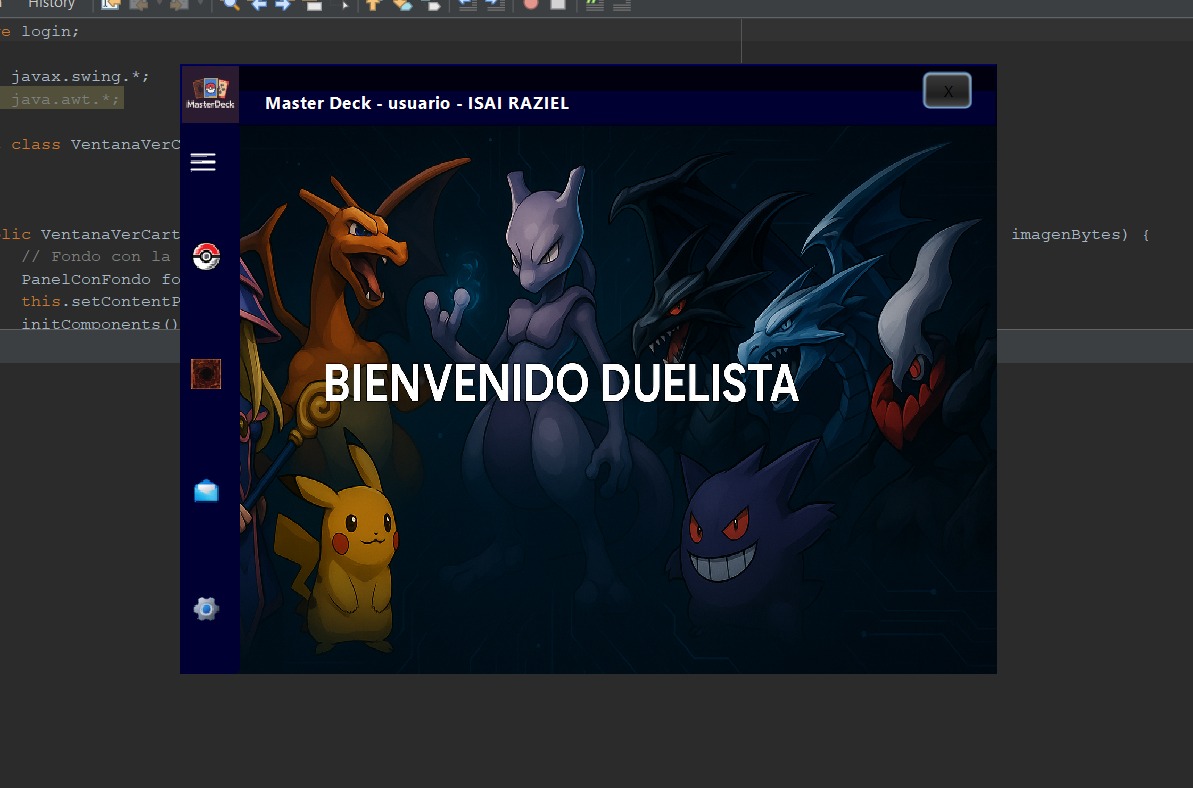 History
e login;
javax.swing.*;
java.awt.*;
class VentanaVerC
lic VentanaVerCart
imagenBytes) {
// Fondo con la
PanelConFondo fo
this.setContentP
initComponents()
iMasterDeck
Master Deck - usuario - ISAI RAZIEL
X
BIENVENIDO DUELISTA